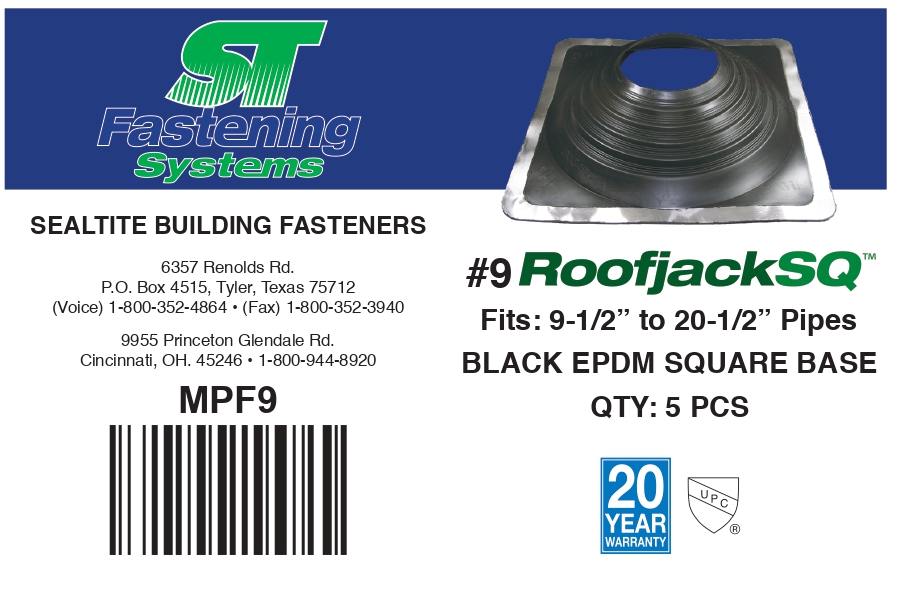 ST
Fastening
Systems
SEALTITE BUILDING FASTENERS
6357 Renolds Rd.
P.O. Box 4515, Tyler, Texas 75712
(Voice) 1-800-352-4864 • (Fax) 1-800-352-3940
9955 Princeton Glendale Rd.
Cincinnati, OH. 45246 • 1-800-944-8920
MPF9
#9 RoofjackSQ™
Fits: 9-1/2” to 20-1/2” Pipes
BLACK EPDM SQUARE BASE
QTY: 5 PCS
20
YEAR
WARRANTY
UPC
®